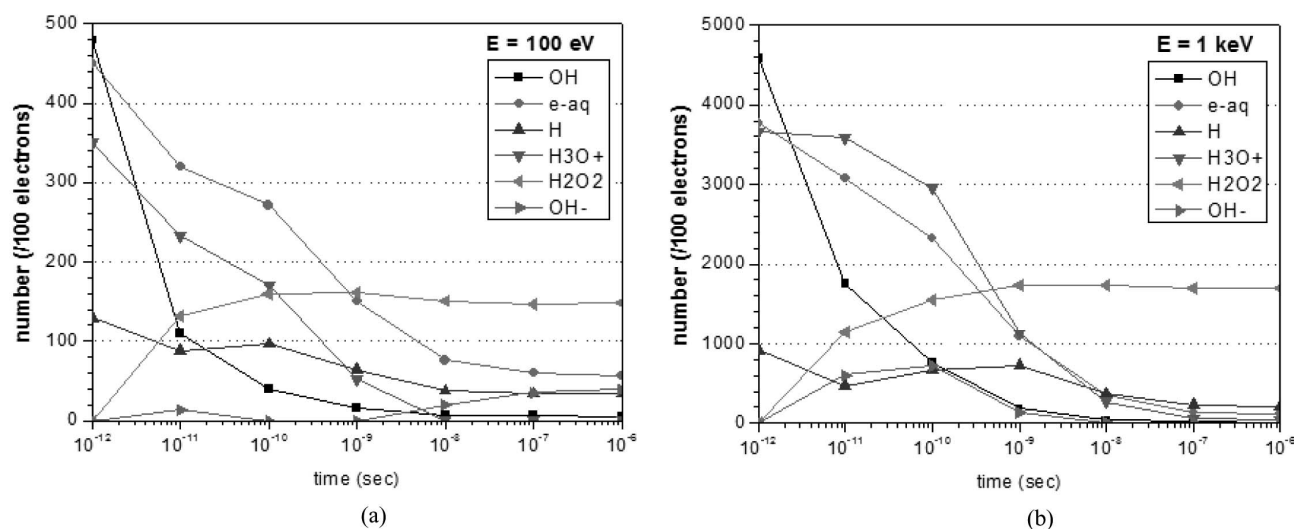 E = 100 eV
OH
e-aq
H
H3O+
H2O2
OH-
number (/100 electrons)
500
400
300
200
100
0
10⁻¹² 10⁻¹¹ 10⁻¹⁰ 10⁻⁹ 10⁻⁸ 10⁻⁷ 10⁻⁶
time (sec)
(a)
E = 1 keV
OH
e-aq
H
H3O+
H2O2
OH-
number (/100 electrons)
5000
4000
3000
2000
1000
0
10⁻¹² 10⁻¹¹ 10⁻¹⁰ 10⁻⁹ 10⁻⁸ 10⁻⁷ 10⁻⁶
time (sec)
(b)